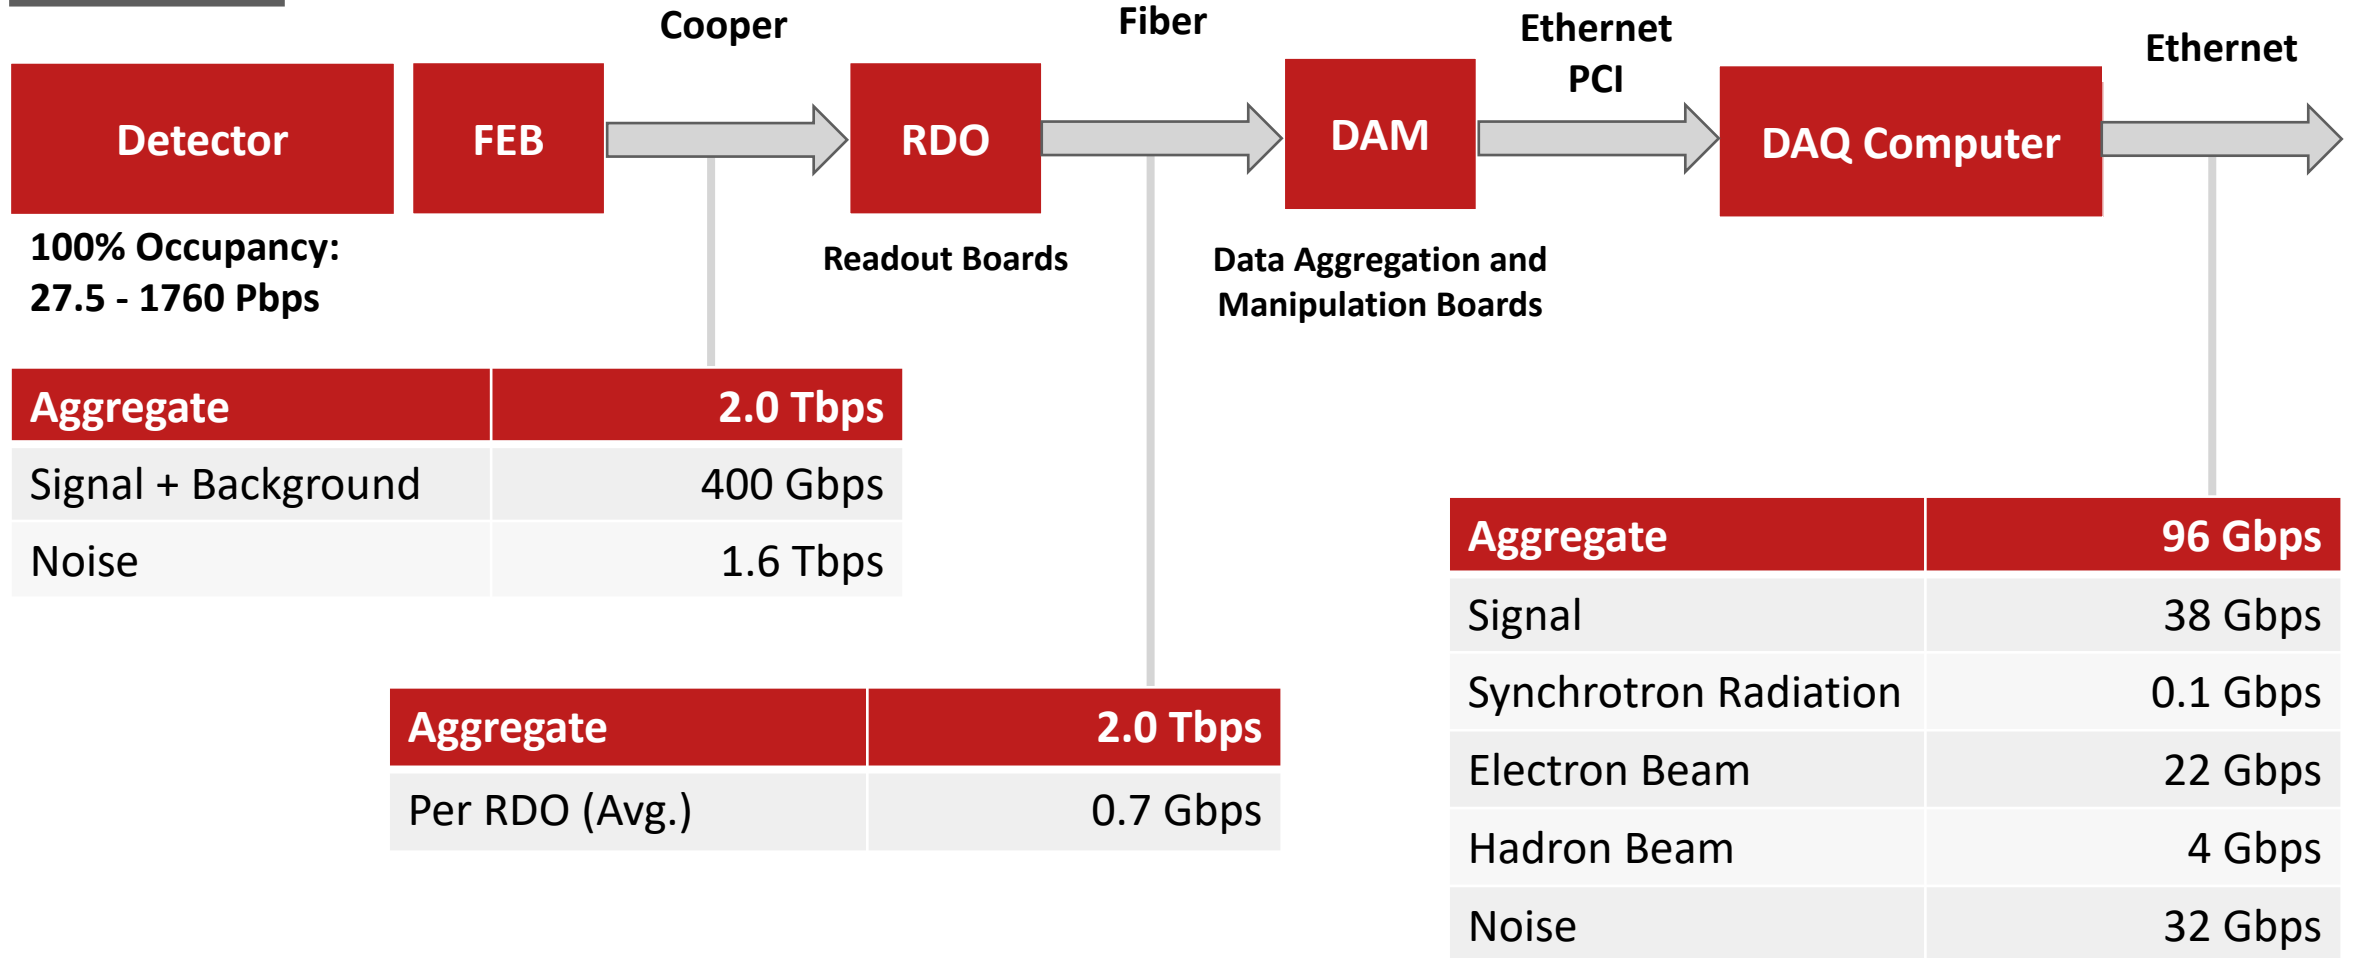 Cooper
Fiber
Ethernet
PCI
Ethernet
Detector
FEB
RDO
DAM
DAQ Computer
100% Occupancy:
27.5 - 1760 Pbps
Readout Boards
Data Aggregation and
Manipulation Boards
Aggregate 2.0 Tbps
Signal + Background 400 Gbps
Noise 1.6 Tbps
Aggregate 2.0 Tbps
Per RDO (Avg.) 0.7 Gbps
Aggregate 96 Gbps
Signal 38 Gbps
Synchrotron Radiation 0.1 Gbps
Electron Beam 22 Gbps
Hadron Beam 4 Gbps
Noise 32 Gbps